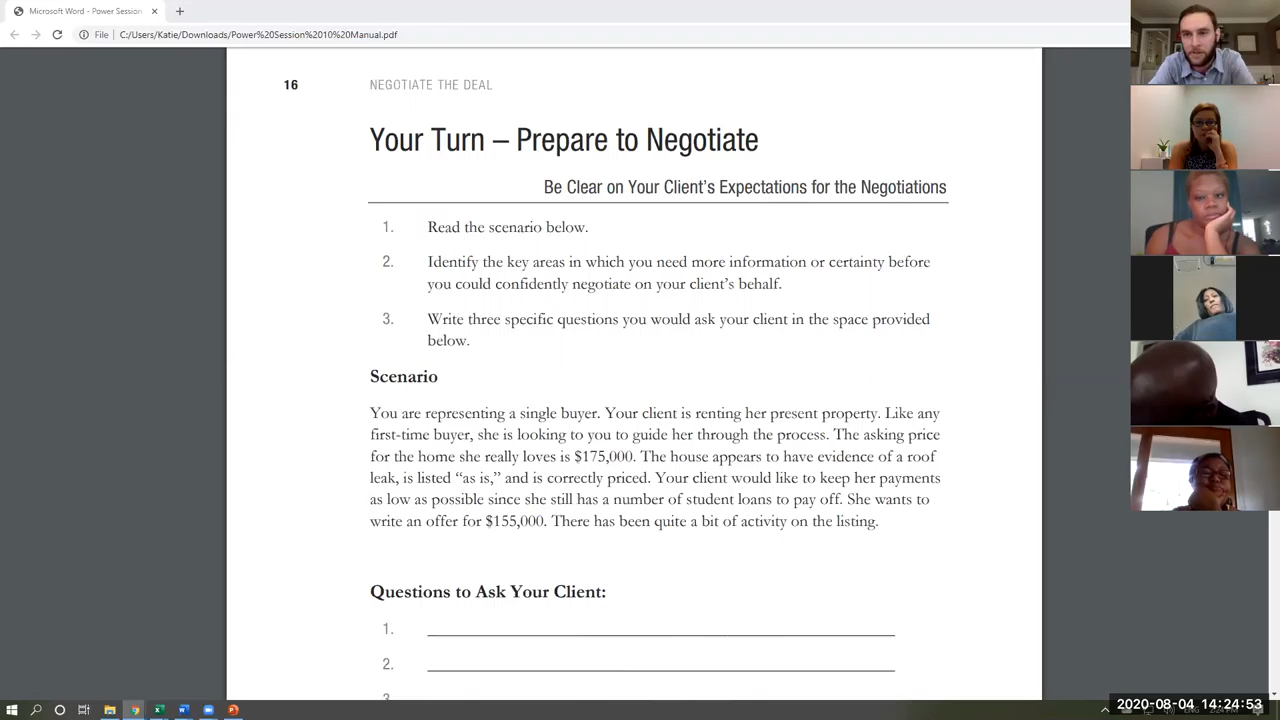 Microsoft Word - Power Session
File
C:/Users/Katie/Downloads/Power%20Session%2010%20Manual.pdf
16
NEGOTIATE THE DEAL
Your Turn – Prepare to Negotiate
Be Clear on Your Client's Expectations for the Negotiations
1. Read the scenario below.
2. Identify the key areas in which you need more information or certainty before
you could confidently negotiate on your client's behalf.
3. Write three specific questions you would ask your client in the space provided
below.
Scenario
You are representing a single buyer. Your client is renting her present property. Like any
first-time buyer, she is looking to you to guide her through the process. The asking price
for the home she really loves is $175,000. The house appears to have evidence of a roof
leak, is listed “as is,” and is correctly priced. Your client would like to keep her payments
as low as possible since she still has a number of student loans to pay off. She wants to
write an offer for $155,000. There has been quite a bit of activity on the listing.
Questions to Ask Your Client:
1.
2.
3
2020-08-04 14:24:53